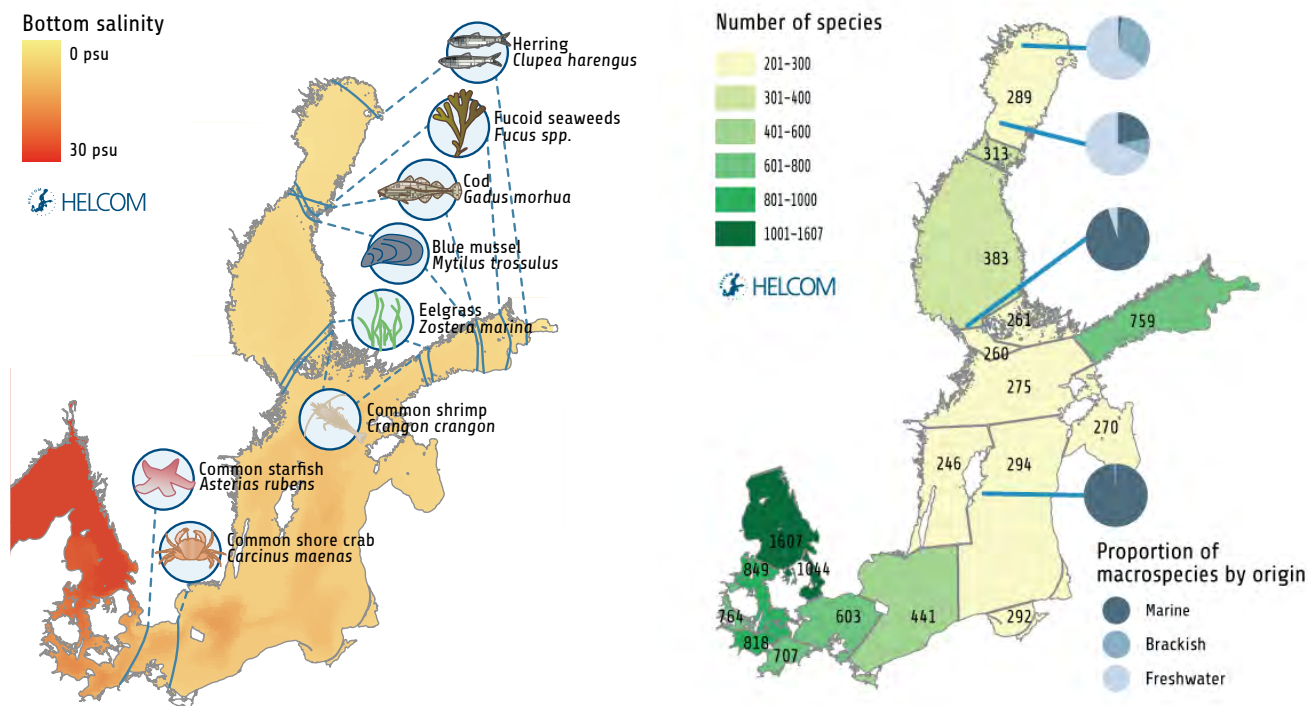 Bottom salinity
0 psu
30 psu
HELCOM
Herring
Clupea harengus
Fucoid seaweeds
Fucus spp.
Cod
Gadus morhua
Blue mussel
Mytilus trossulus
Eelgrass
Zostera marina
Common shrimp
Crangon crangon
Common starfish
Asterias rubens
Common shore crab
Carcinus maenas
Number of species
201–300
301–400
401–600
601–800
801–1000
1001–1607
HELCOM
289
313
383
261
759
260
275
270
246
294
1607
849
1044
764
603
441
292
818
707
Proportion of
macrospecies by origin
Marine
Brackish
Freshwater